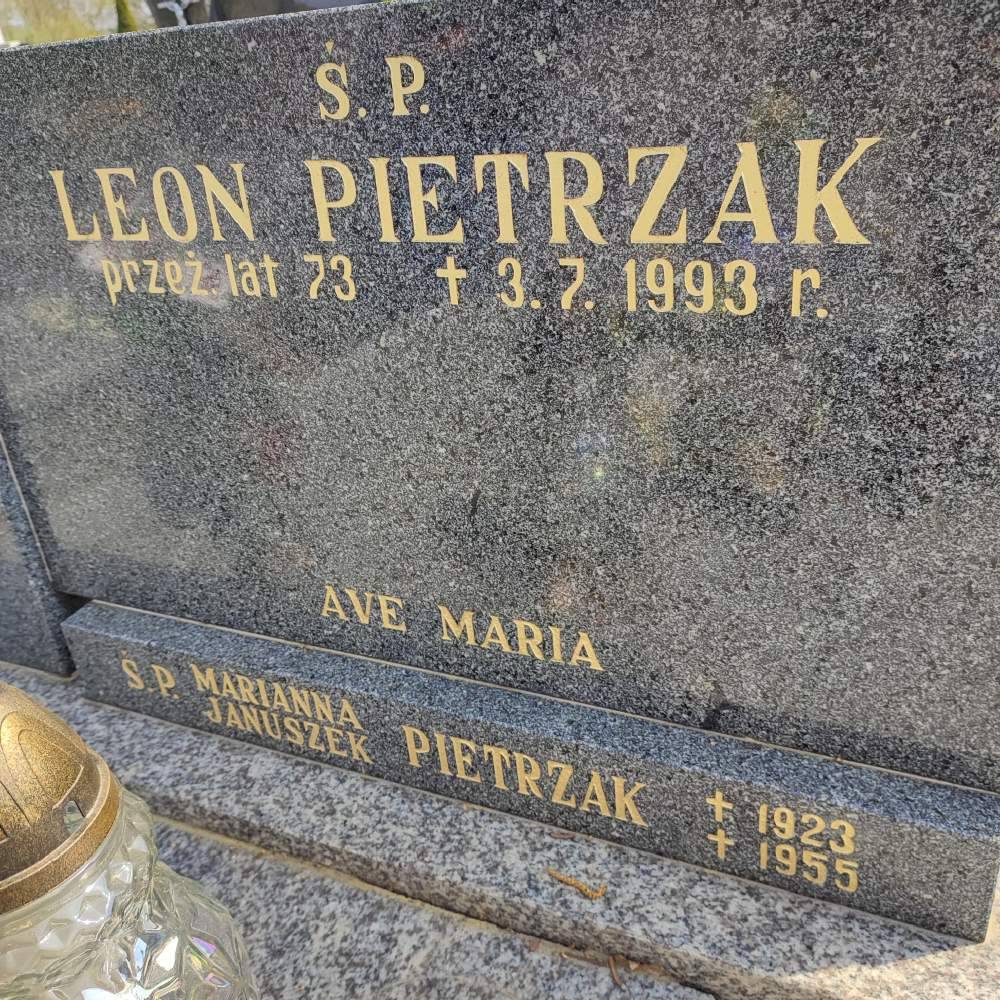 Ś. P.
LEON PIETRZAK
przeż. lat 73 + 3. 7. 1993 r.
AVE MARIA
Ś.P. MARIANNA PIETRZAK + 1923
JANUSZEK + 1955